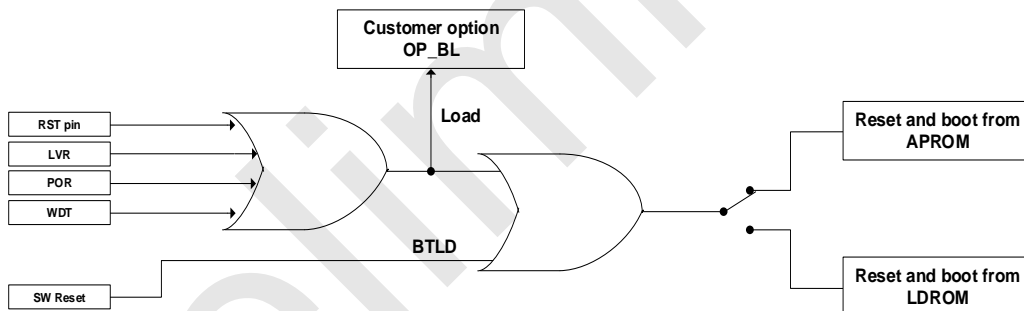 Customer option
OP_BL
Load
RST pin
LVR
POR
WDT
BTLD
SW Reset
Reset and boot from
APROM
Reset and boot from
LDROM